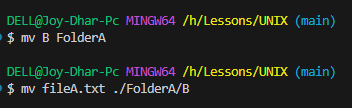 DELL@Joy-Dhar-Pc MINGW64 /h/Lessons/UNIX (main)
$ mv B FolderA
DELL@Joy-Dhar-Pc MINGW64 /h/Lessons/UNIX (main)
$ mv fileA.txt ./FolderA/B